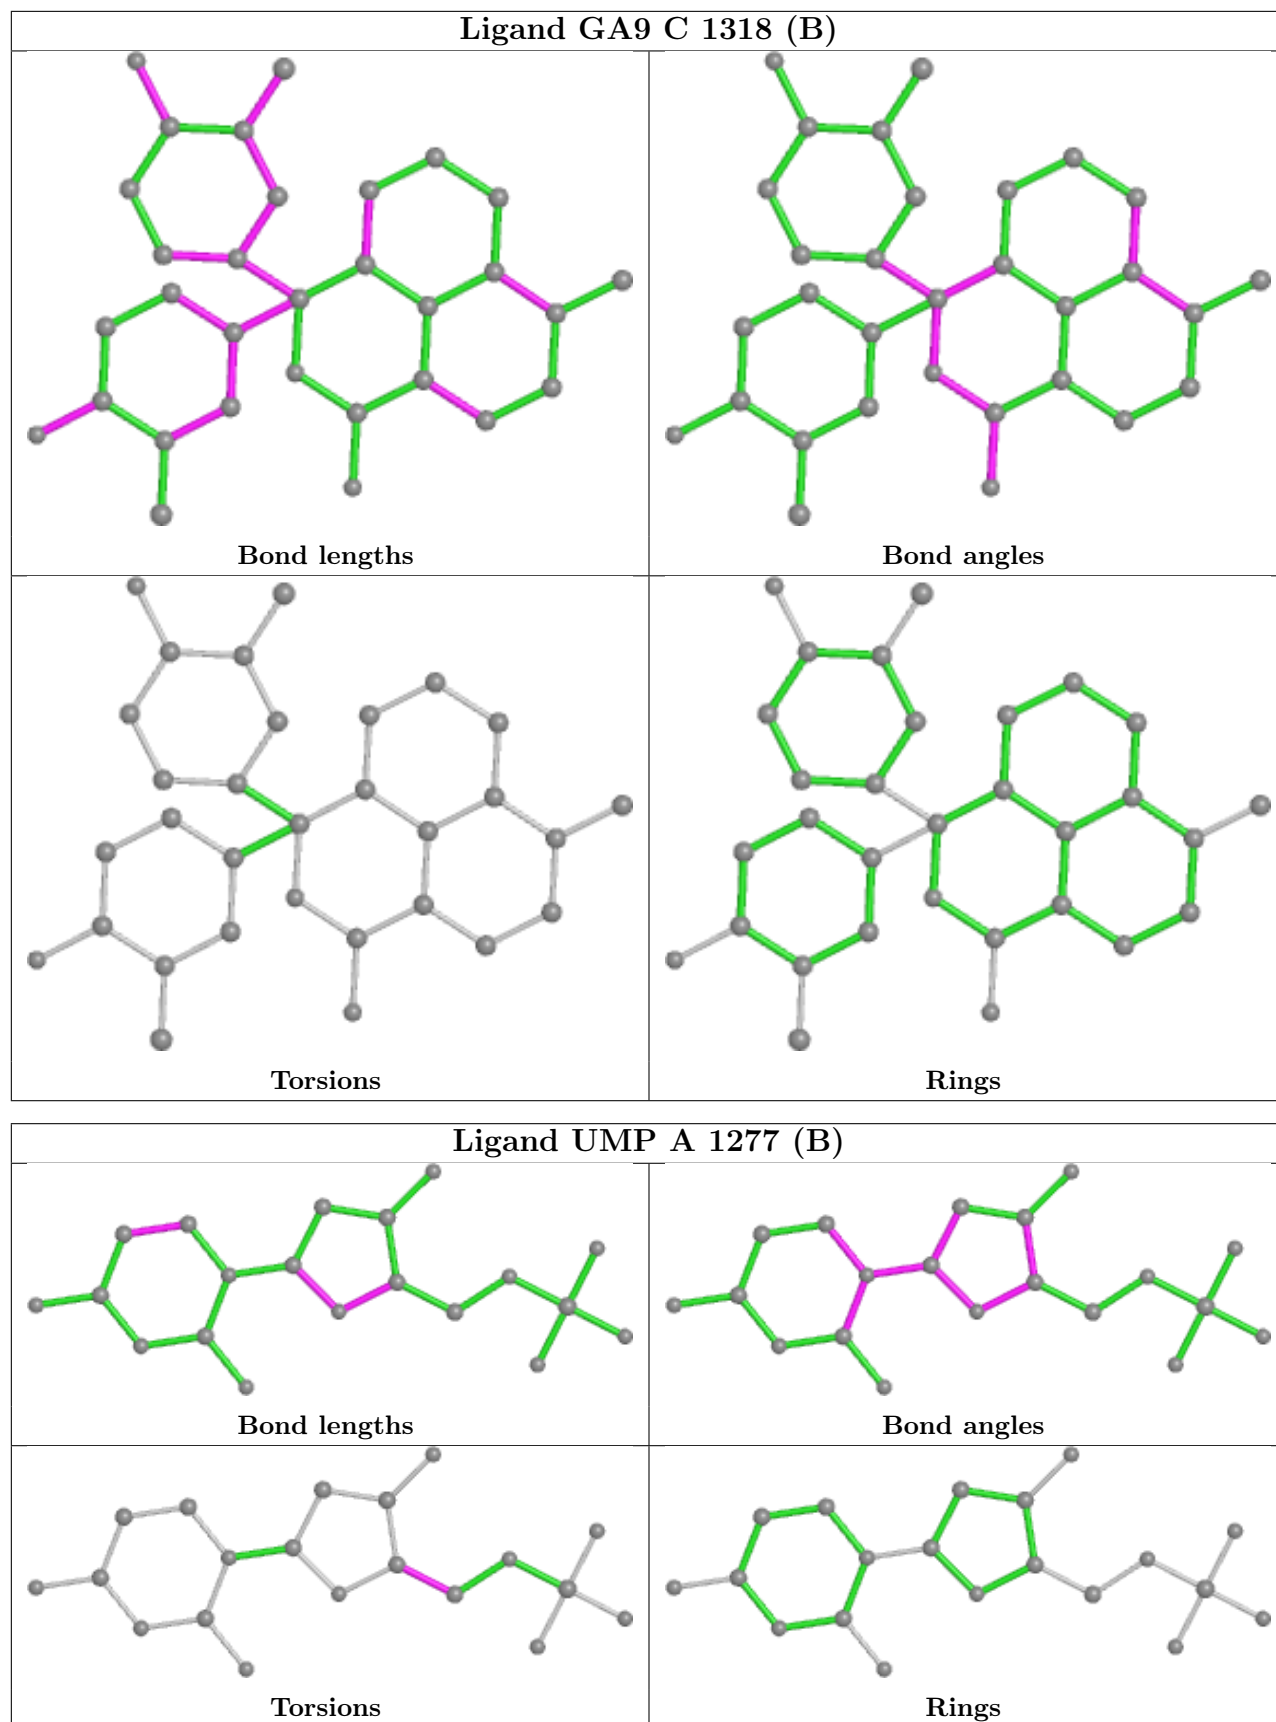 Ligand GA9 C 1318 (B)
Bond lengths
Bond angles
Torsions
Rings
Ligand UMP A 1277 (B)
Bond lengths
Bond angles
Torsions
Rings